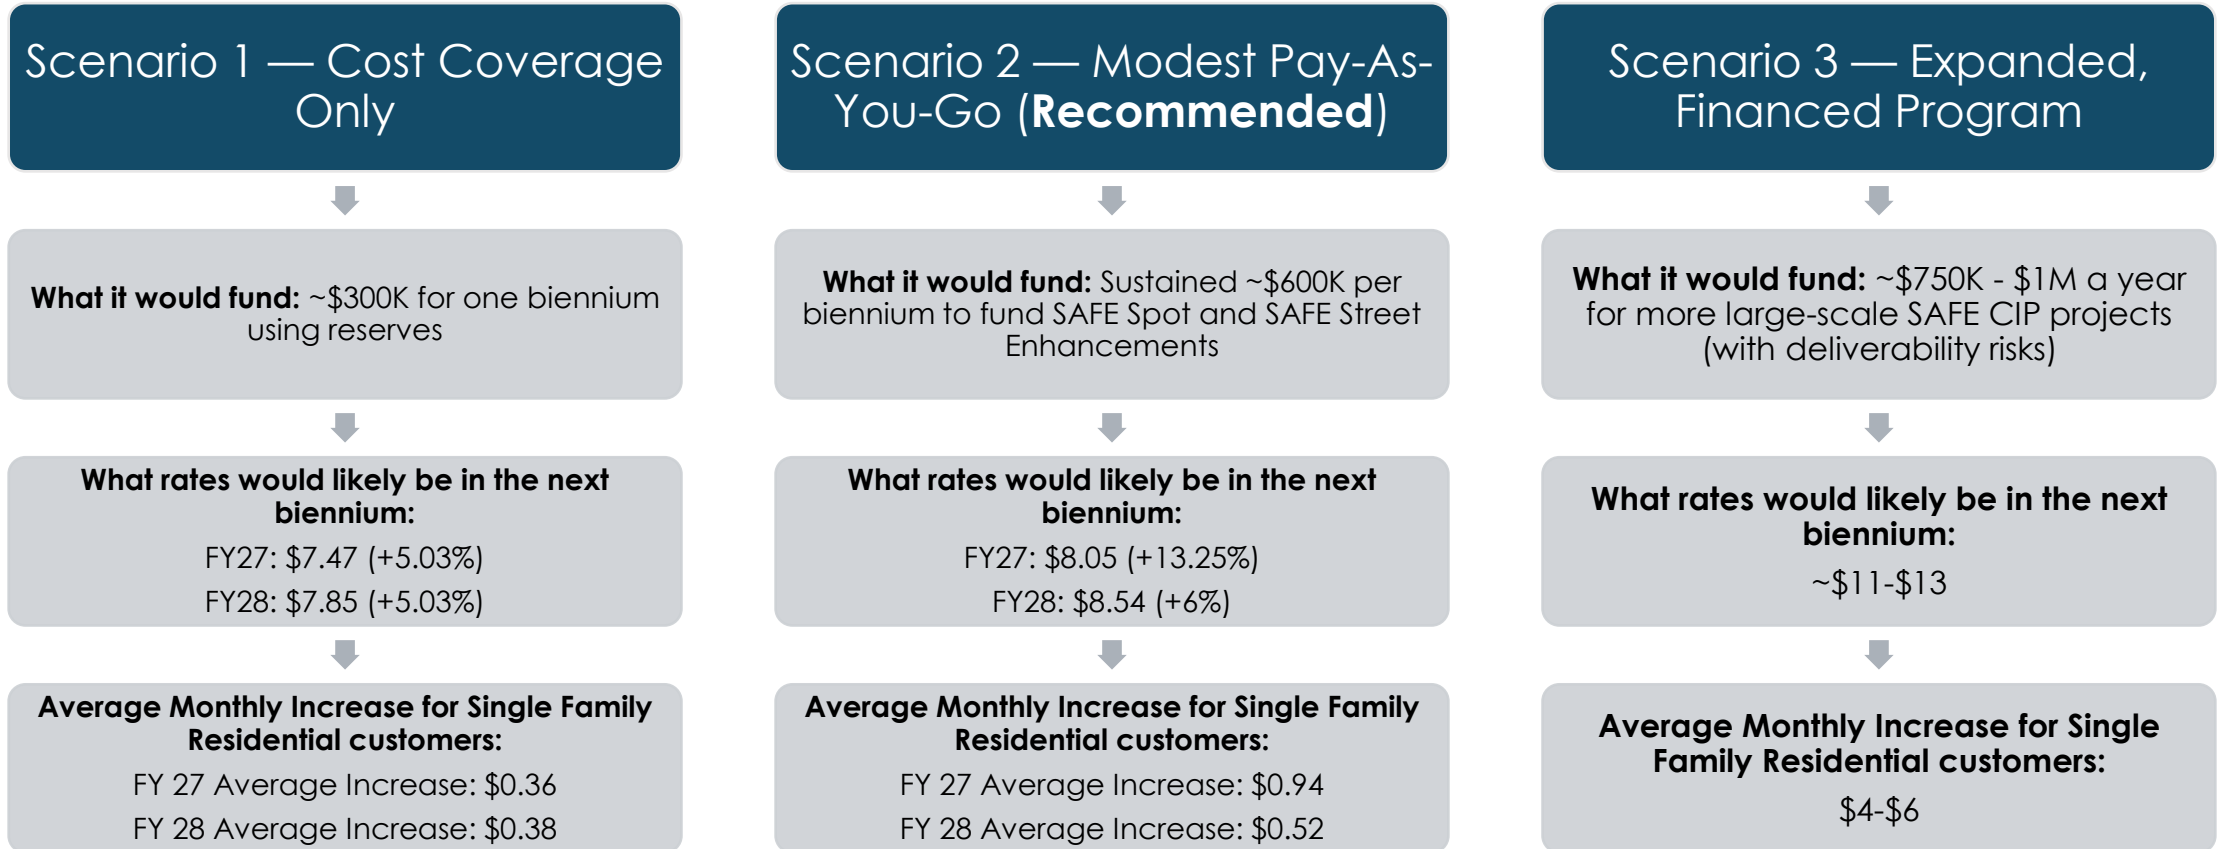 Scenario 1 — Cost Coverage
Only
What it would fund: ~$300K for one biennium
using reserves
What rates would likely be in the next
biennium:
FY27: $7.47 (+5.03%)
FY28: $7.85 (+5.03%)
Average Monthly Increase for Single Family
Residential customers:
FY 27 Average Increase: $0.36
FY 28 Average Increase: $0.38
Scenario 2 — Modest Pay-As-
You-Go (Recommended)
What it would fund: Sustained ~$600K per
biennium to fund SAFE Spot and SAFE Street
Enhancements
What rates would likely be in the next
biennium:
FY27: $8.05 (+13.25%)
FY28: $8.54 (+6%)
Average Monthly Increase for Single Family
Residential customers:
FY 27 Average Increase: $0.94
FY 28 Average Increase: $0.52
Scenario 3 — Expanded,
Financed Program
What it would fund: ~$750K - $1M a year
for more large-scale SAFE CIP projects
(with deliverability risks)
What rates would likely be in the next
biennium:
~$11-$13
Average Monthly Increase for Single
Family Residential customers:
$4-$6